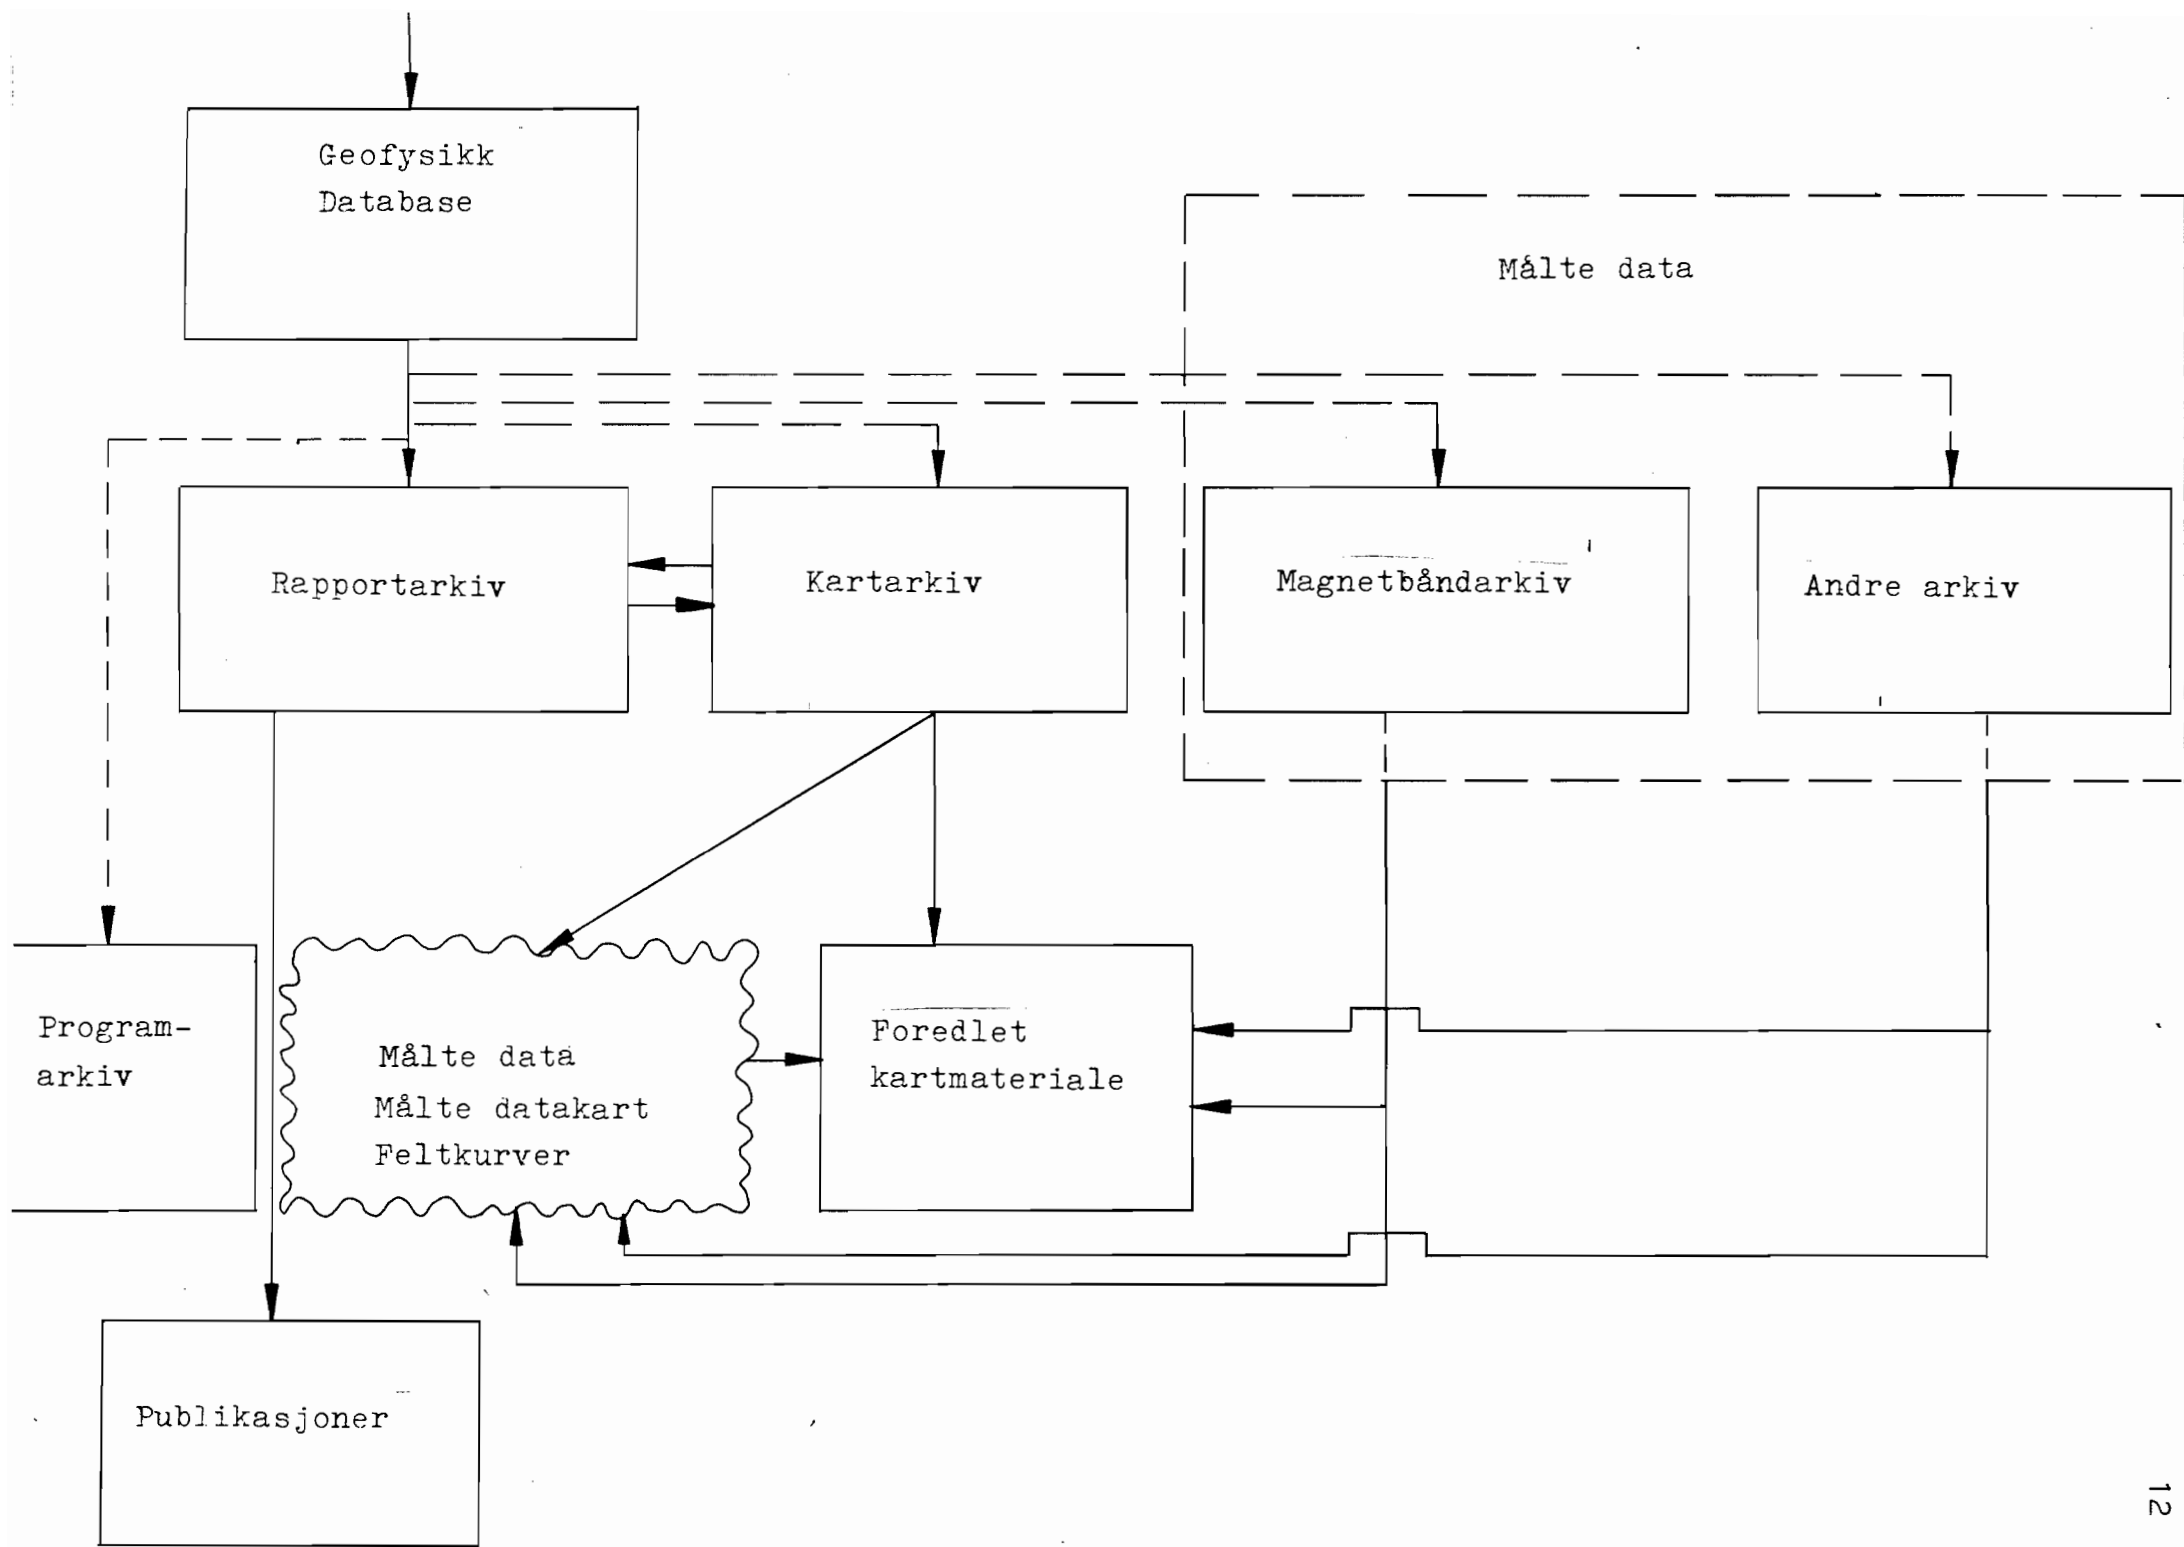 Geofysikk
Database
Målte data
Rapportarkiv
Kartarkiv
Magnetbåndarkiv
Andre arkiv
Program-
arkiv
Målte data
Målte datakart
Feltkurver
Foredlet
kartmateriale
Publikasjoner
12